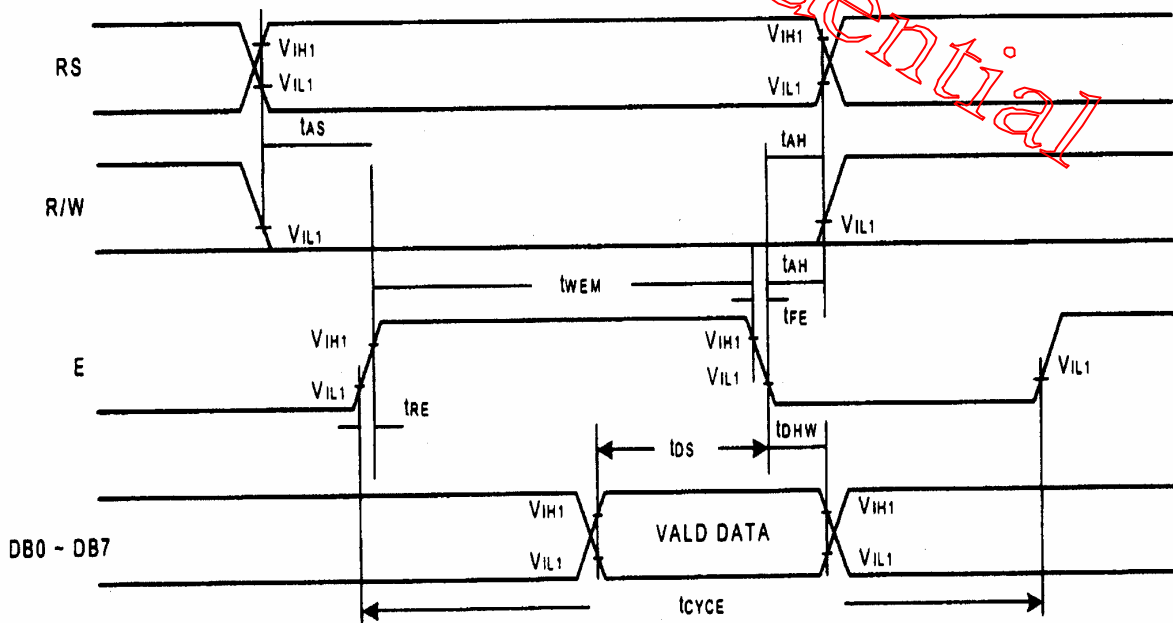 ential
RS
VIH1
VIL1
VIH1
VIL1
tAS
tAH
R/W
VIL1
VIL1
tWEM
tAH
tFE
E
VIH1
VIL1
VIH1
VIL1
VIL1
tRE
tDS
tDHW
DB0 ~ DB7
VIH1
VIL1
VALD DATA
VIH1
VIL1
tCYCE